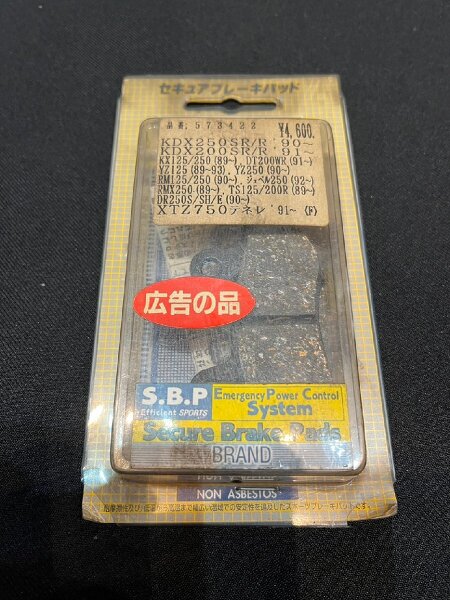 セキュアブレーキパッド
品番. 573422
¥4,600.
KDX250SR/R '90~
KDX200SR/R '91~
KX125/250 (89~), DT200WR (91~)
YZ125 (89~93), YZ250 (90~)
RM125/250 (90~), ジェベル250 (92~)
RMX250 (89~), TS125/200R (89~)
DR250S/SH/E (90~)
XTZ750テネレ '91~ (F)
広告の品
S.B.P
Efficient SPORTS
Emergency Power Control
System
Secure Brake Pads
BRAND
NON ASBESTOS